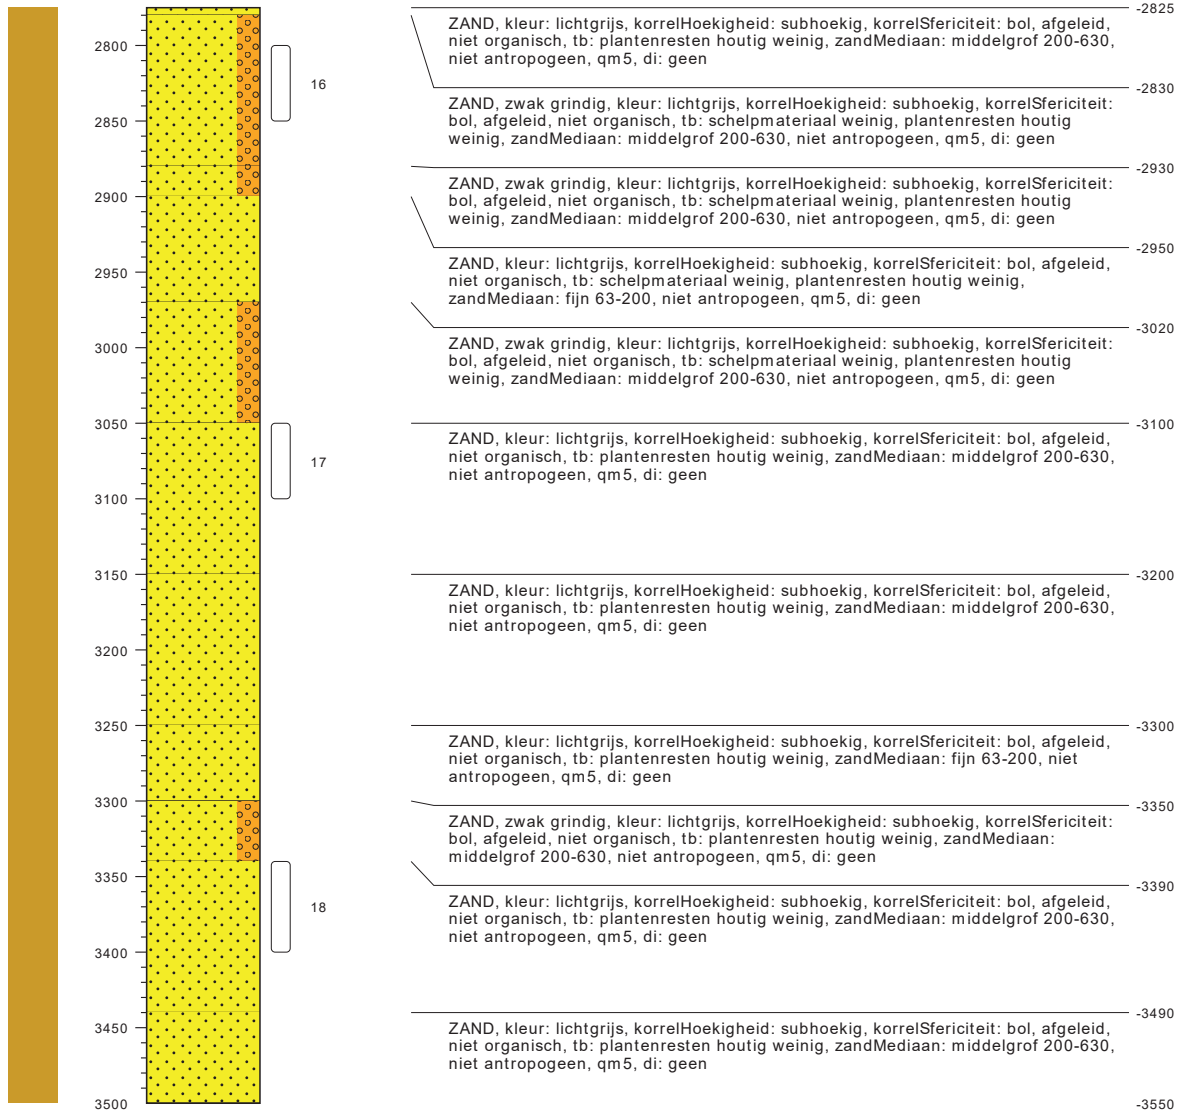 -2825
ZAND, kleur: lichtgrijs, korrelHoekigheid: subhoekig, korrelSfericiteit: bol, afgeleid,
niet organisch, tb: plantenresten houtig weinig, zandMediaan: middelgrof 200-630,
niet antropogeen, qm5, di: geen
2800
16
-2830
ZAND, zwak grindig, kleur: lichtgrijs, korrelHoekigheid: subhoekig, korrelSfericiteit:
bol, afgeleid, niet organisch, tb: schelpmateriaal weinig, plantenresten houtig
weinig, zandMediaan: middelgrof 200-630, niet antropogeen, qm5, di: geen
2850
-2930
ZAND, zwak grindig, kleur: lichtgrijs, korrelHoekigheid: subhoekig, korrelSfericiteit:
bol, afgeleid, niet organisch, tb: schelpmateriaal weinig, plantenresten houtig
weinig, zandMediaan: middelgrof 200-630, niet antropogeen, qm5, di: geen
2900
-2950
ZAND, kleur: lichtgrijs, korrelHoekigheid: subhoekig, korrelSfericiteit: bol, afgeleid,
niet organisch, tb: schelpmateriaal weinig, plantenresten houtig weinig,
zandMediaan: fijn 63-200, niet antropogeen, qm5, di: geen
2950
-3020
ZAND, zwak grindig, kleur: lichtgrijs, korrelHoekigheid: subhoekig, korrelSfericiteit:
bol, afgeleid, niet organisch, tb: schelpmateriaal weinig, plantenresten houtig
weinig, zandMediaan: middelgrof 200-630, niet antropogeen, qm5, di: geen
3000
3050
-3100
ZAND, kleur: lichtgrijs, korrelHoekigheid: subhoekig, korrelSfericiteit: bol, afgeleid,
niet organisch, tb: plantenresten houtig weinig, zandMediaan: middelgrof 200-630,
niet antropogeen, qm5, di: geen
17
3100
3150
-3200
ZAND, kleur: lichtgrijs, korrelHoekigheid: subhoekig, korrelSfericiteit: bol, afgeleid,
niet organisch, tb: plantenresten houtig weinig, zandMediaan: middelgrof 200-630,
niet antropogeen, qm5, di: geen
3200
3250
-3300
ZAND, kleur: lichtgrijs, korrelHoekigheid: subhoekig, korrelSfericiteit: bol, afgeleid,
niet organisch, tb: plantenresten houtig weinig, zandMediaan: fijn 63-200, niet
antropogeen, qm5, di: geen
3300
-3350
ZAND, zwak grindig, kleur: lichtgrijs, korrelHoekigheid: subhoekig, korrelSfericiteit:
bol, afgeleid, niet organisch, tb: plantenresten houtig weinig, zandMediaan:
middelgrof 200-630, niet antropogeen, qm5, di: geen
3350
-3390
ZAND, kleur: lichtgrijs, korrelHoekigheid: subhoekig, korrelSfericiteit: bol, afgeleid,
niet organisch, tb: plantenresten houtig weinig, zandMediaan: middelgrof 200-630,
niet antropogeen, qm5, di: geen
18
3400
-3490
ZAND, kleur: lichtgrijs, korrelHoekigheid: subhoekig, korrelSfericiteit: bol, afgeleid,
niet organisch, tb: plantenresten houtig weinig, zandMediaan: middelgrof 200-630,
niet antropogeen, qm5, di: geen
3450
3500
-3550